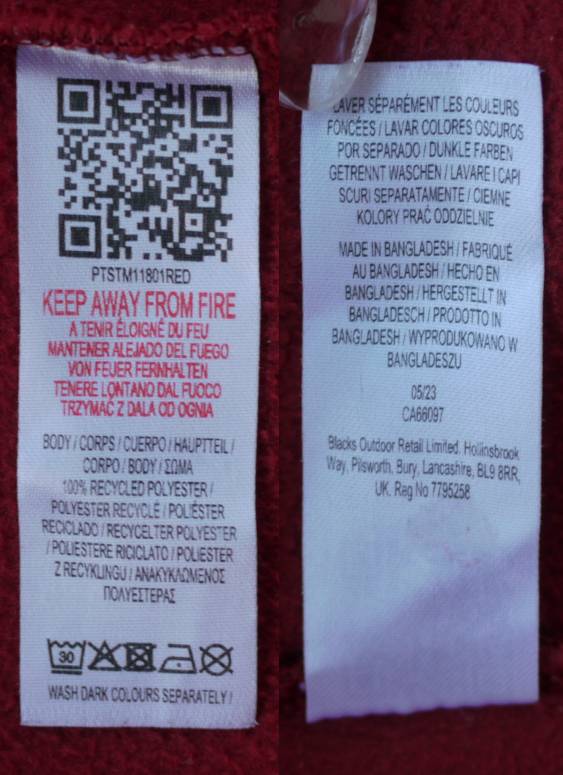 PTSTM11801RED
KEEP AWAY FROM FIRE
A TENIR ÉLOIGNÉ DU FEU
MANTENER ALEJADO DEL FUEGO
VON FEUER FERNHALTEN
TENERE LONTANO DAL FUOCO
TRZYMAĆ Z DALA OD OGNIA
BODY / CORPS / CUERPO / HAUPTTEIL /
CORPO / BODY / ΣΩΜΑ
100% RECYCLED POLYESTER /
POLYESTER RECYCLÉ / POLIÉSTER
RECICLADO / RECYCELTER POLYESTER
/ POLIESTERE RICICLATO / POLIESTER
Z RECYKLINGU / ΑΝΑΚΥΚΛΩΜΕΝΟΣ
ΠΟΛΥΕΣΤΕΡΑΣ
30
WASH DARK COLOURS SEPARATELY /
LAVER SÉPARÉMENT LES COULEURS
FONCÉES / LAVAR COLORES OSCUROS
POR SEPARADO / DUNKLE FARBEN
GETRENNT WASCHEN / LAVARE I CAPI
SCURI SEPARATAMENTE / CIEMNE
KOLORY PRAĆ ODDZIELNIE
MADE IN BANGLADESH / FABRIQUÉ
AU BANGLADESH / HECHO EN
BANGLADESH / HERGESTELLT IN
BANGLADESCH / PRODOTTO IN
BANGLADESH / WYPRODUKOWANO W
BANGLADESZU
05/23
CA66097
Blacks Outdoor Retail Limited. Hollinsbrook
Way, Pilsworth, Bury, Lancashire, BL9 8RR,
UK. Reg No 7795258